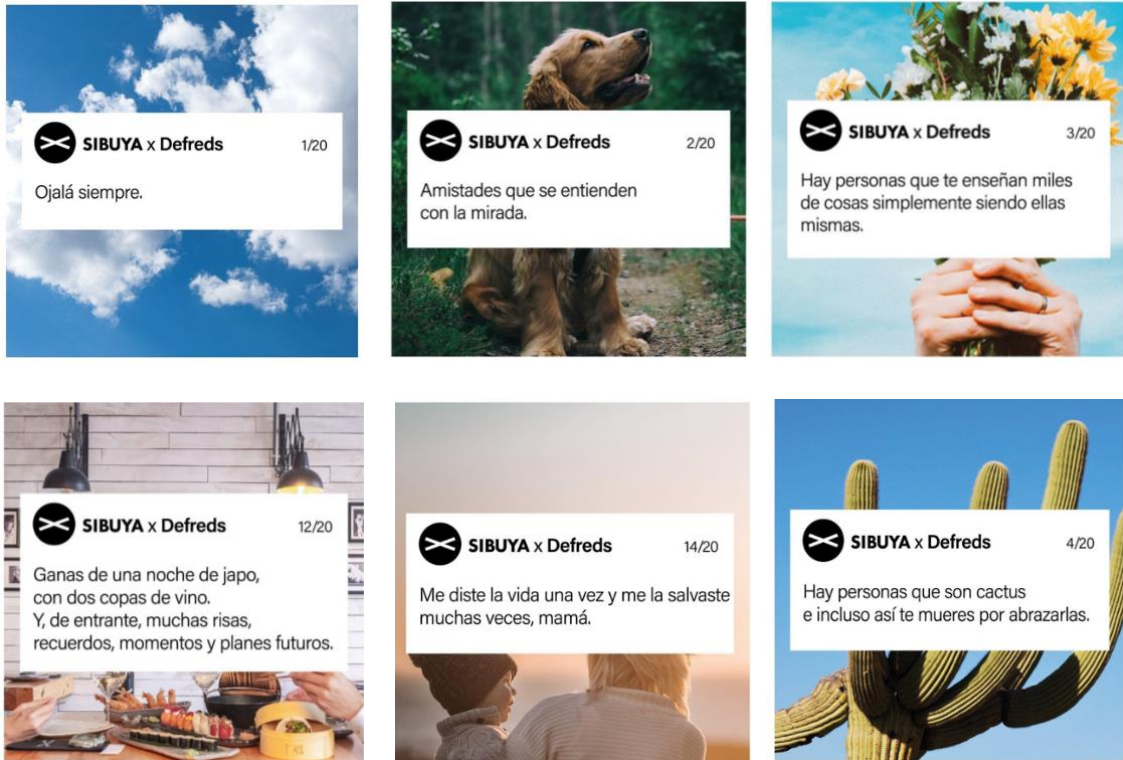 SIBUYA x Defreds 1/20
Ojalá siempre.
SIBUYA x Defreds 2/20
Amistades que se entienden
con la mirada.
SIBUYA x Defreds 3/20
Hay personas que te enseñan miles
de cosas simplemente siendo ellas
mismas.
SIBUYA x Defreds 12/20
Ganas de una noche de japo,
con dos copas de vino.
Y, de entrante, muchas risas,
recuerdos, momentos y planes futuros.
SIBUYA x Defreds 14/20
Me diste la vida una vez y me la salvaste
muchas veces, mamá.
SIBUYA x Defreds 4/20
Hay personas que son cactus
e incluso así te mueres por abrazarlas.